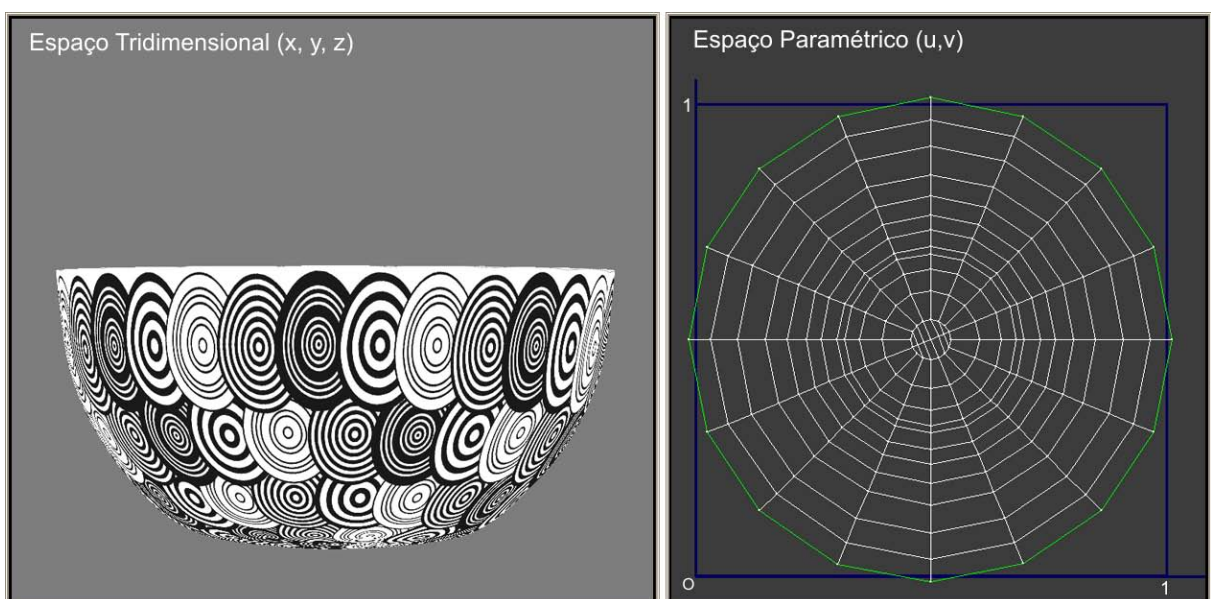 Espaço Tridimensional (x, y, z)
Espaço Paramétrico (u,v)
1
O
1